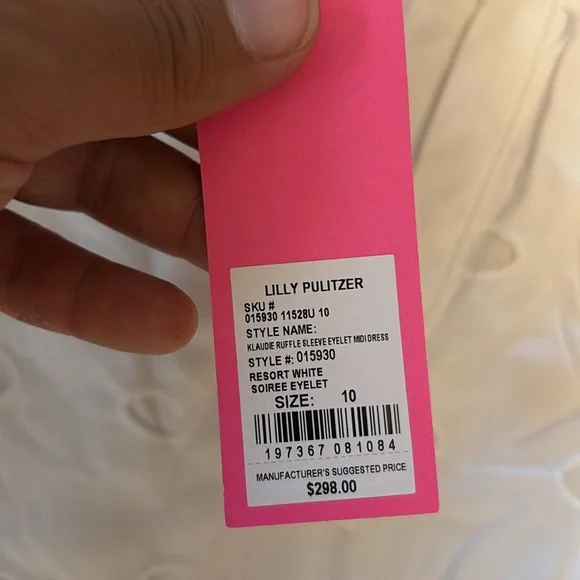 LILLY PULITZER
SKU #
015930 11528U 10
STYLE NAME:
KLAUDIE RUFFLE SLEEVE EYELET MIDI DRESS
STYLE #: 015930
RESORT WHITE
SOIREE EYELET
SIZE: 10
197367 081084
MANUFACTURER'S SUGGESTED PRICE
$298.00